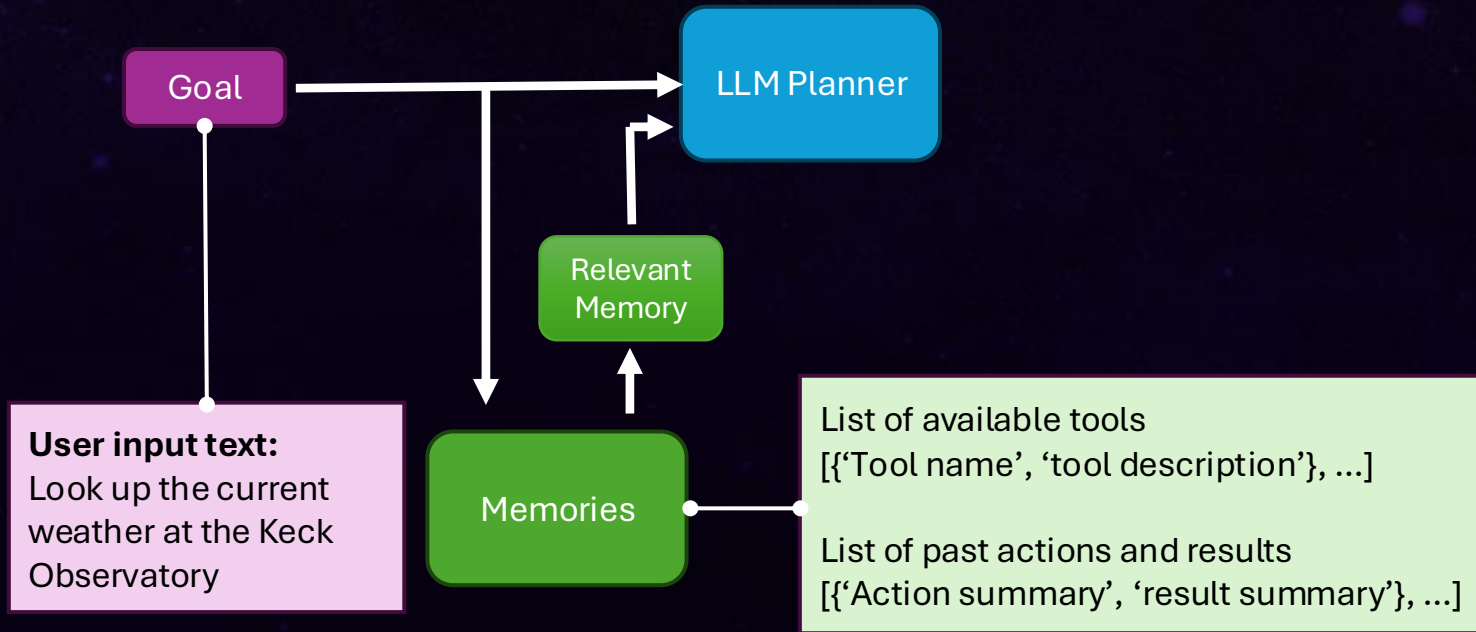 Goal
LLM Planner
Relevant
Memory
User input text:
Look up the current
weather at the Keck
Observatory
Memories
List of available tools
[{‘Tool name’, ‘tool description’}, …]
List of past actions and results
[{‘Action summary’, ‘result summary’}, …]